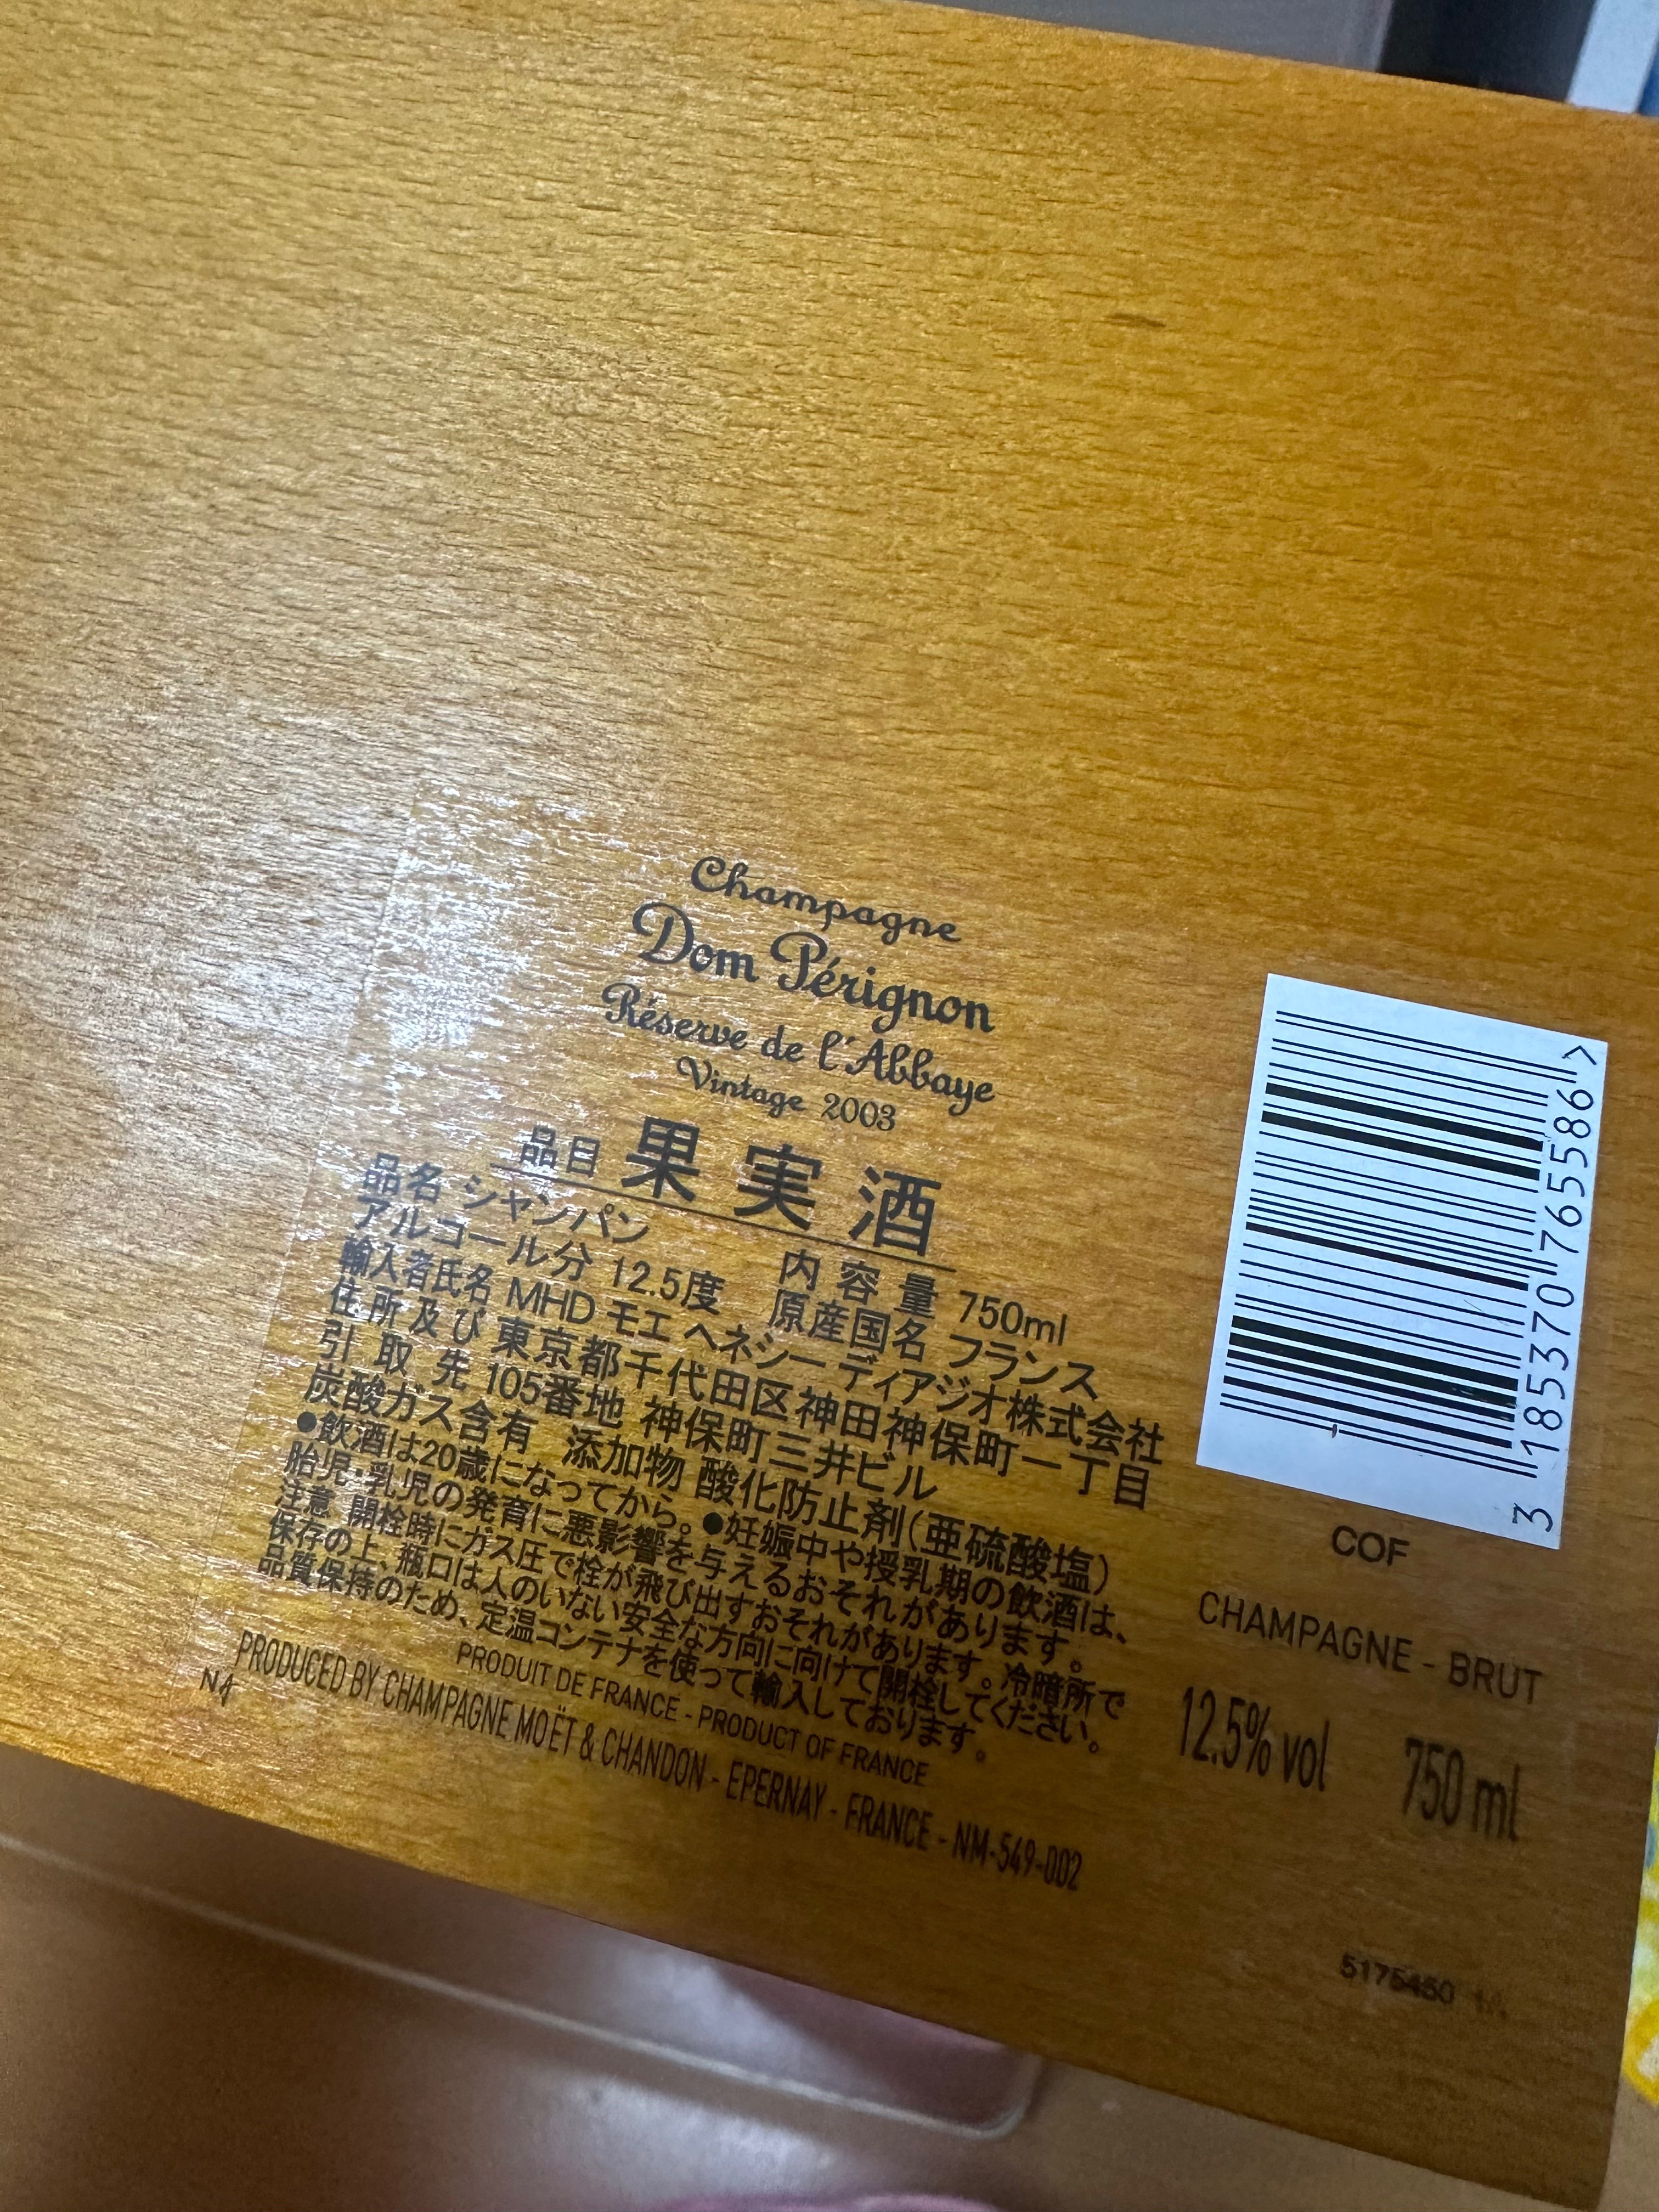 Champagne
Dom Pérignon
Réserve de l'Abbaye
Vintage 2003
品目 果実酒
品名 シャンパン 内容量 750ml
アルコール分 12.5度 原産国名 フランス
輸入者氏名 MHD モエ ヘネシー ディアジオ株式会社
住所及び 東京都千代田区神田神保町一丁目
引取先 105番地 神保町三井ビル
炭酸ガス含有 添加物 酸化防止剤(亜硫酸塩)
●飲酒は20歳になってから。●妊娠中や授乳期の飲酒は、
胎児・乳児の発育に悪影響を与えるおそれがあります。
注意 開栓時にガス圧で栓が飛び出すおそれがあります。冷暗所で
保存の上、瓶口は人のいない安全な方向に向けて開栓してください。
品質保持のため、定温コンテナを使って輸入しております。
PRODUIT DE FRANCE - PRODUCT OF FRANCE
PRODUCED BY CHAMPAGNE MOËT & CHANDON - EPERNAY - FRANCE - NM-549-002
N4
3 185370 765586 >
COF
CHAMPAGNE - BRUT
12.5% vol 750 ml
5175450